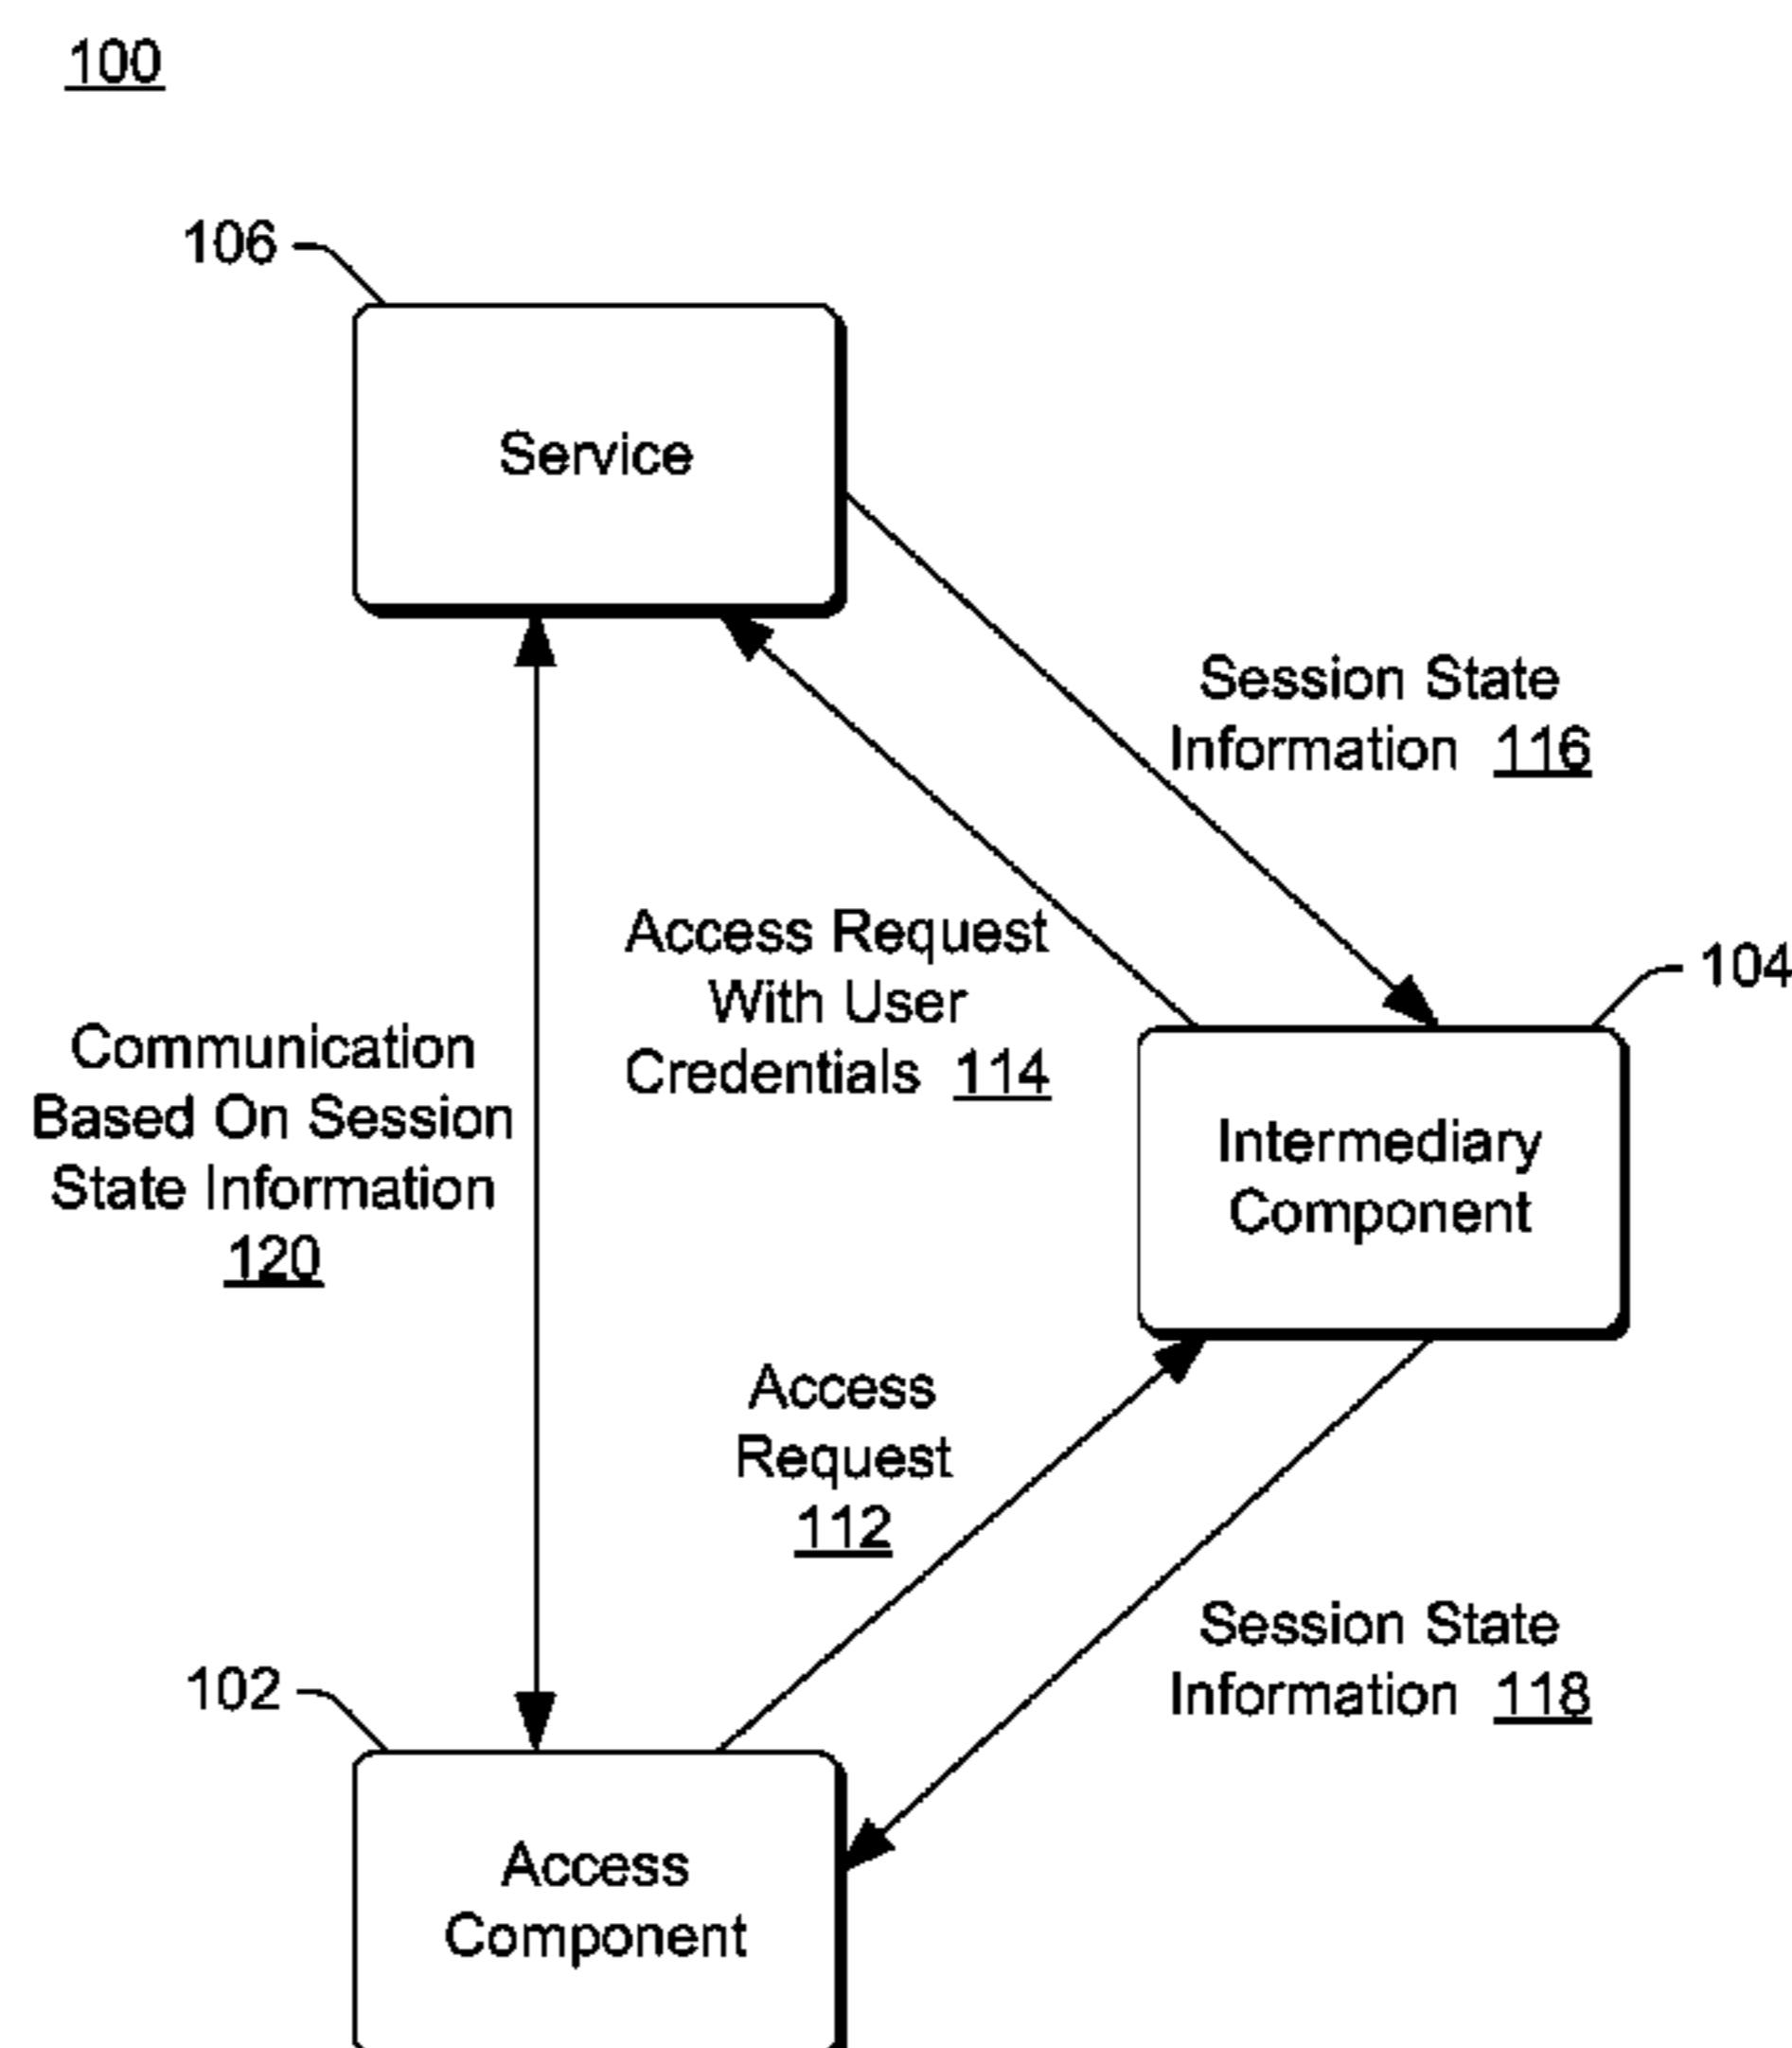 100
106
Service
Session State
Information 116
Access Request
With User
Credentials 114
104
Communication
Based On Session
State Information
120
Intermediary
Component
Access
Request
112
Session State
Information 118
102
Access
Component